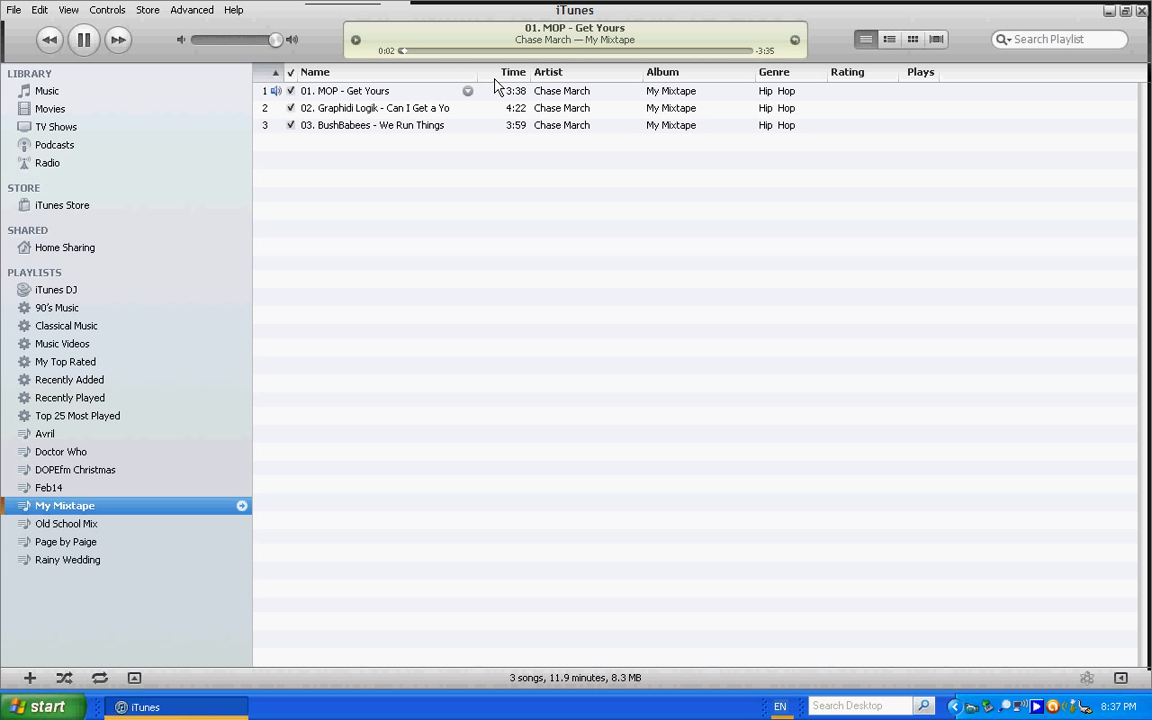 File Edit View Controls Store Advanced Help
iTunes
01. MOP - Get Yours
Chase March — My Mixtape
0:02 -3:35
Search Playlist
LIBRARY
Music
Movies
TV Shows
Podcasts
Radio
STORE
iTunes Store
SHARED
Home Sharing
PLAYLISTS
iTunes DJ
90's Music
Classical Music
Music Videos
My Top Rated
Recently Added
Recently Played
Top 25 Most Played
Avril
Doctor Who
DOPEfm Christmas
Feb14
My Mixtape
Old School Mix
Page by Paige
Rainy Wedding
Name Time Artist Album Genre Rating Plays
1 01. MOP - Get Yours 3:38 Chase March My Mixtape Hip Hop
2 02. Graphidi Logik - Can I Get a Yo 4:22 Chase March My Mixtape Hip Hop
3 03. BushBabees - We Run Things 3:59 Chase March My Mixtape Hip Hop
3 songs, 11.9 minutes, 8.3 MB
start iTunes EN Search Desktop 8:37 PM